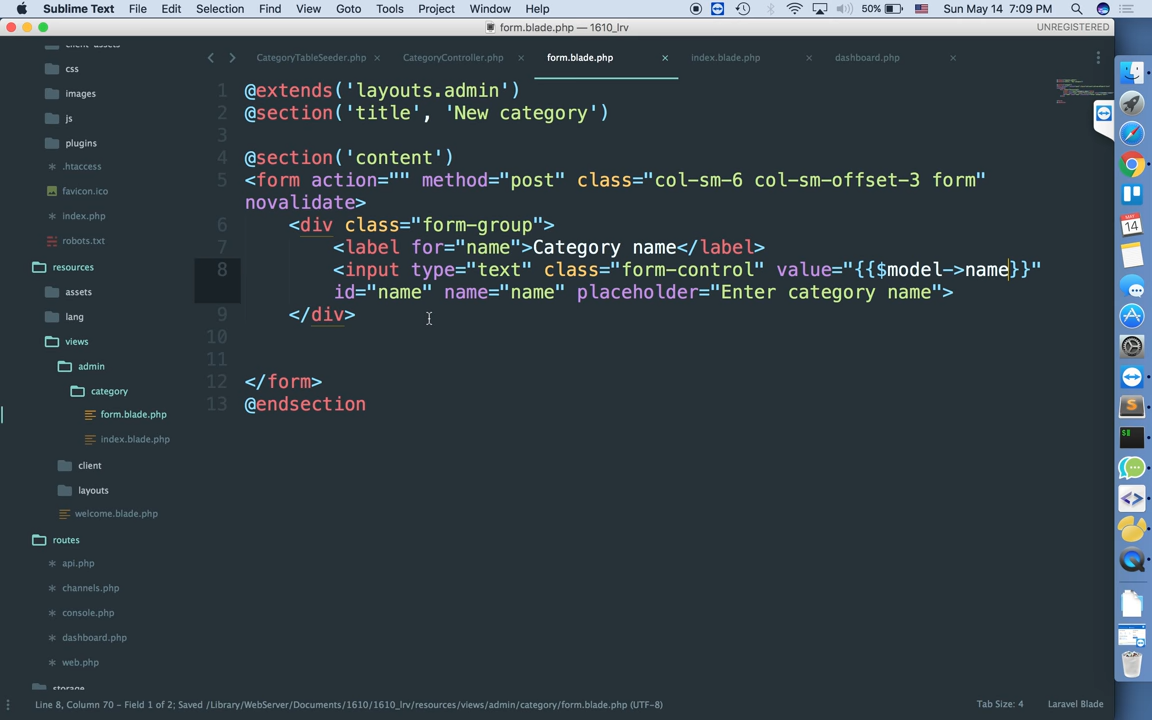 Sublime Text File Edit Selection Find View Goto Tools Project Window Help 50% Sun May 14 7:09 PM
form.blade.php — 1610_lrv UNREGISTERED
CategoryTableSeeder.php × CategoryController.php × form.blade.php × index.blade.php × dashboard.php ×
css
images
js
plugins
.htaccess
favicon.ico
index.php
robots.txt
resources
assets
lang
views
admin
category
form.blade.php
index.blade.php
client
layouts
welcome.blade.php
routes
api.php
channels.php
console.php
dashboard.php
web.php
storage
1 @extends('layouts.admin')
2 @section('title', 'New category')
3
4 @section('content')
5 <form action="" method="post" class="col-sm-6 col-sm-offset-3 form"
novalidate>
6 <div class="form-group">
7 <label for="name">Category name</label>
8 <input type="text" class="form-control" value="{{$model->name}}"
id="name" name="name" placeholder="Enter category name">
9 </div>
10
11
12 </form>
13 @endsection
14
Line 8, Column 70 – Field 1 of 2; Saved /Library/WebServer/Documents/1610/1610_lrv/resources/views/admin/category/form.blade.php (UTF-8) Tab Size: 4 Laravel Blade